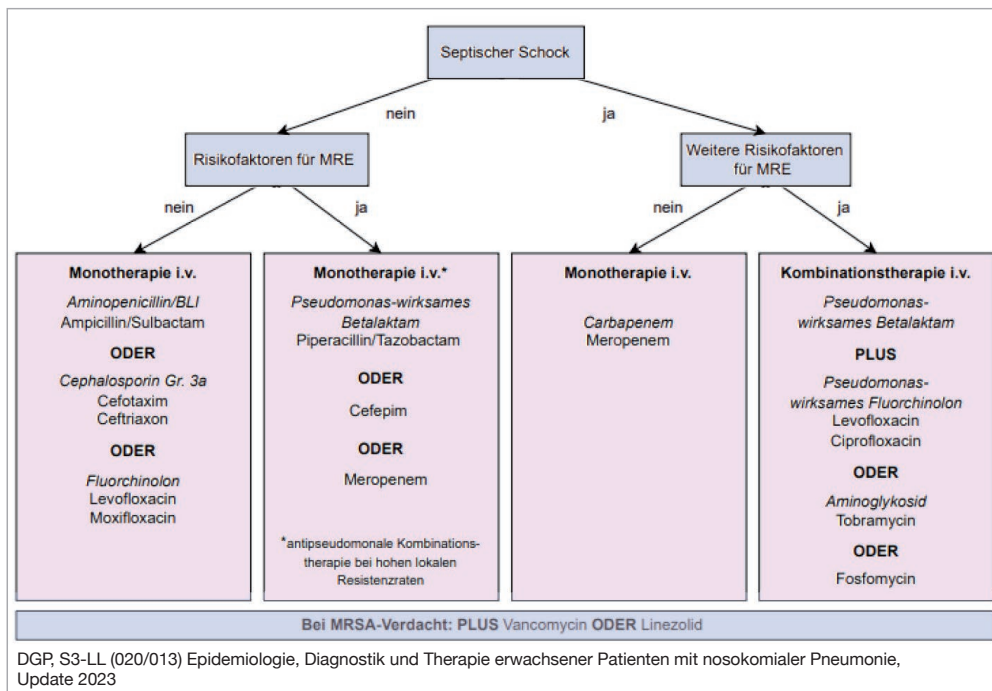 Septischer Schock
nein
ja
Risikofaktoren für MRE
Weitere Risikofaktoren
für MRE
nein
ja
nein
ja
Monotherapie i.v.
Aminopenicillin/BLI
Ampicillin/Sulbactam
ODER
Cephalosporin Gr. 3a
Cefotaxim
Ceftriaxon
ODER
Fluorchinolon
Levofloxacin
Moxifloxacin
Monotherapie i.v.*
Pseudomonas-wirksames
Betalaktam
Piperacillin/Tazobactam
ODER
Cefepim
ODER
Meropenem
*antipseudomonale Kombinations-
therapie bei hohen lokalen
Resistenzraten
Monotherapie i.v.
Carbapenem
Meropenem
Kombinationstherapie i.v.
Pseudomonas-
wirksames Betalaktam
PLUS
Pseudomonas-
wirksames Fluorchinolon
Levofloxacin
Ciprofloxacin
ODER
Aminoglykosid
Tobramycin
ODER
Fosfomycin
Bei MRSA-Verdacht: PLUS Vancomycin ODER Linezolid
DGP, S3-LL (020/013) Epidemiologie, Diagnostik und Therapie erwachsener Patienten mit nosokomialer Pneumonie,
Update 2023